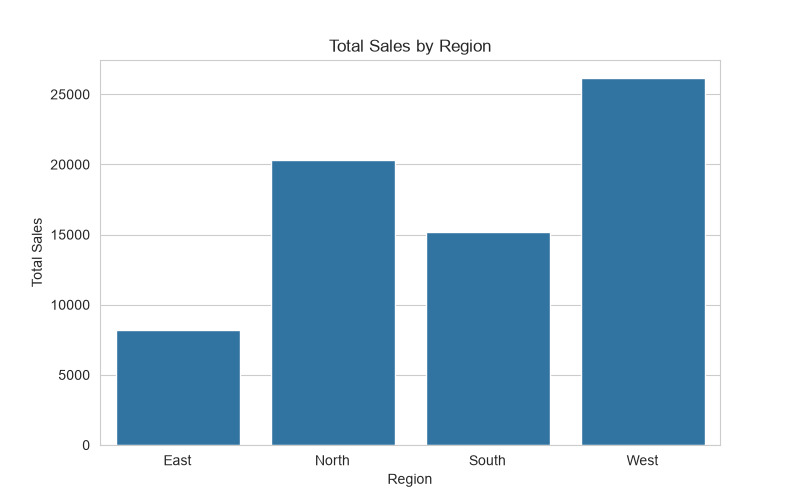 Total Sales by Region
25000
20000
15000
10000
5000
0
Total Sales
East North South West
Region